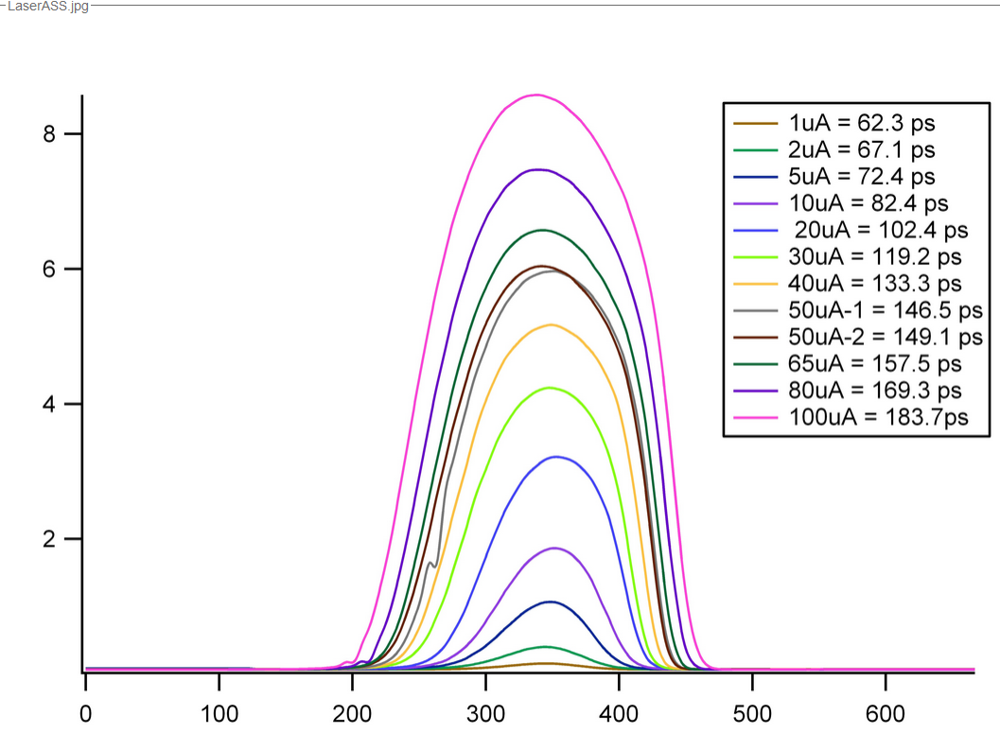 LaserASS.jpg
8
6
4
2
0 100 200 300 400 500 600
1uA = 62.3 ps
2uA = 67.1 ps
5uA = 72.4 ps
10uA = 82.4 ps
20uA = 102.4 ps
30uA = 119.2 ps
40uA = 133.3 ps
50uA-1 = 146.5 ps
50uA-2 = 149.1 ps
65uA = 157.5 ps
80uA = 169.3 ps
100uA = 183.7ps